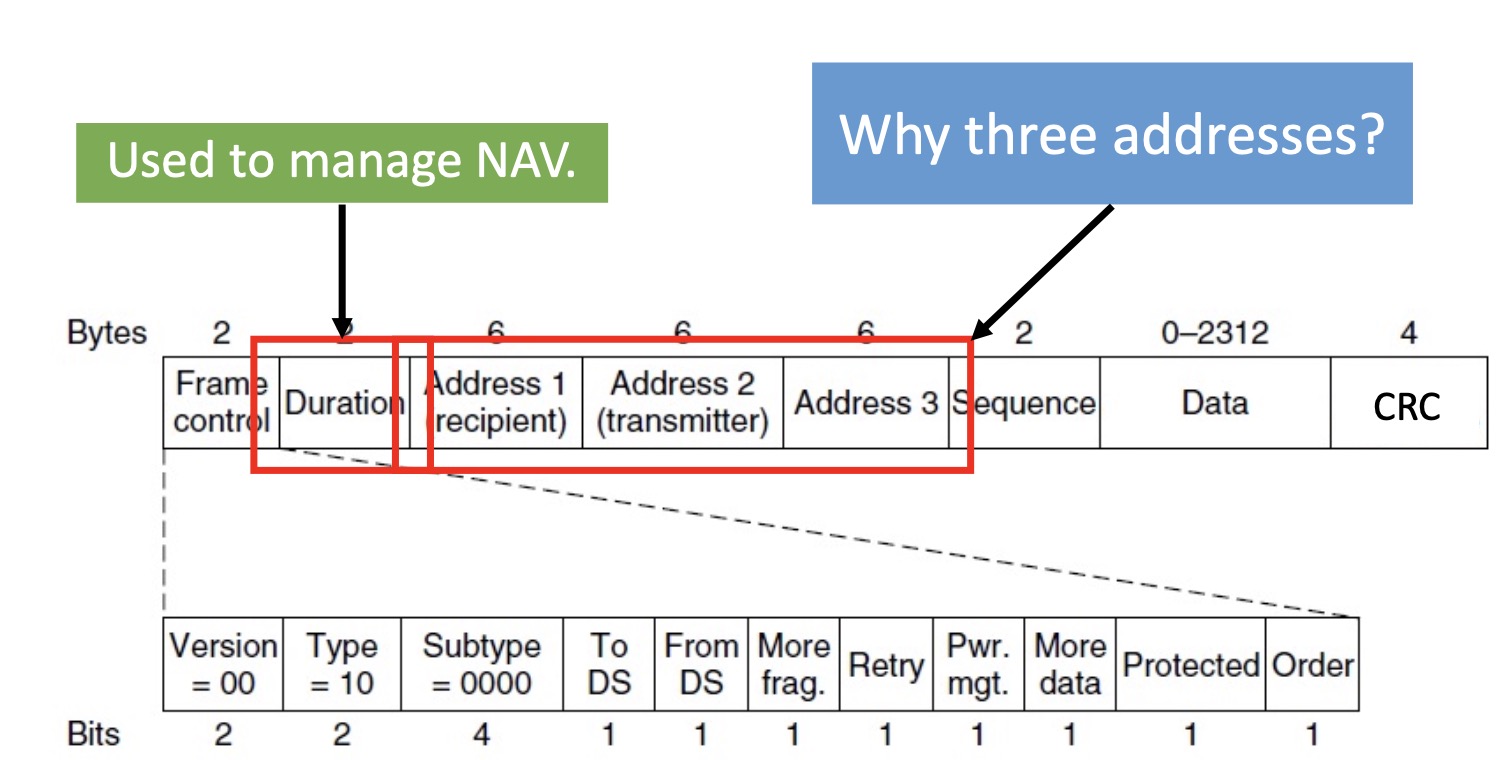 Used to manage NAV.
Why three addresses?
Bytes 2 2 6 6 6 2 0–2312 4
Frame control
Duration
Address 1 (recipient)
Address 2 (transmitter)
Address 3
Sequence
Data
CRC
Version = 00
Type = 10
Subtype = 0000
To DS
From DS
More frag.
Retry
Pwr. mgt.
More data
Protected
Order
Bits 2 2 4 1 1 1 1 1 1 1 1